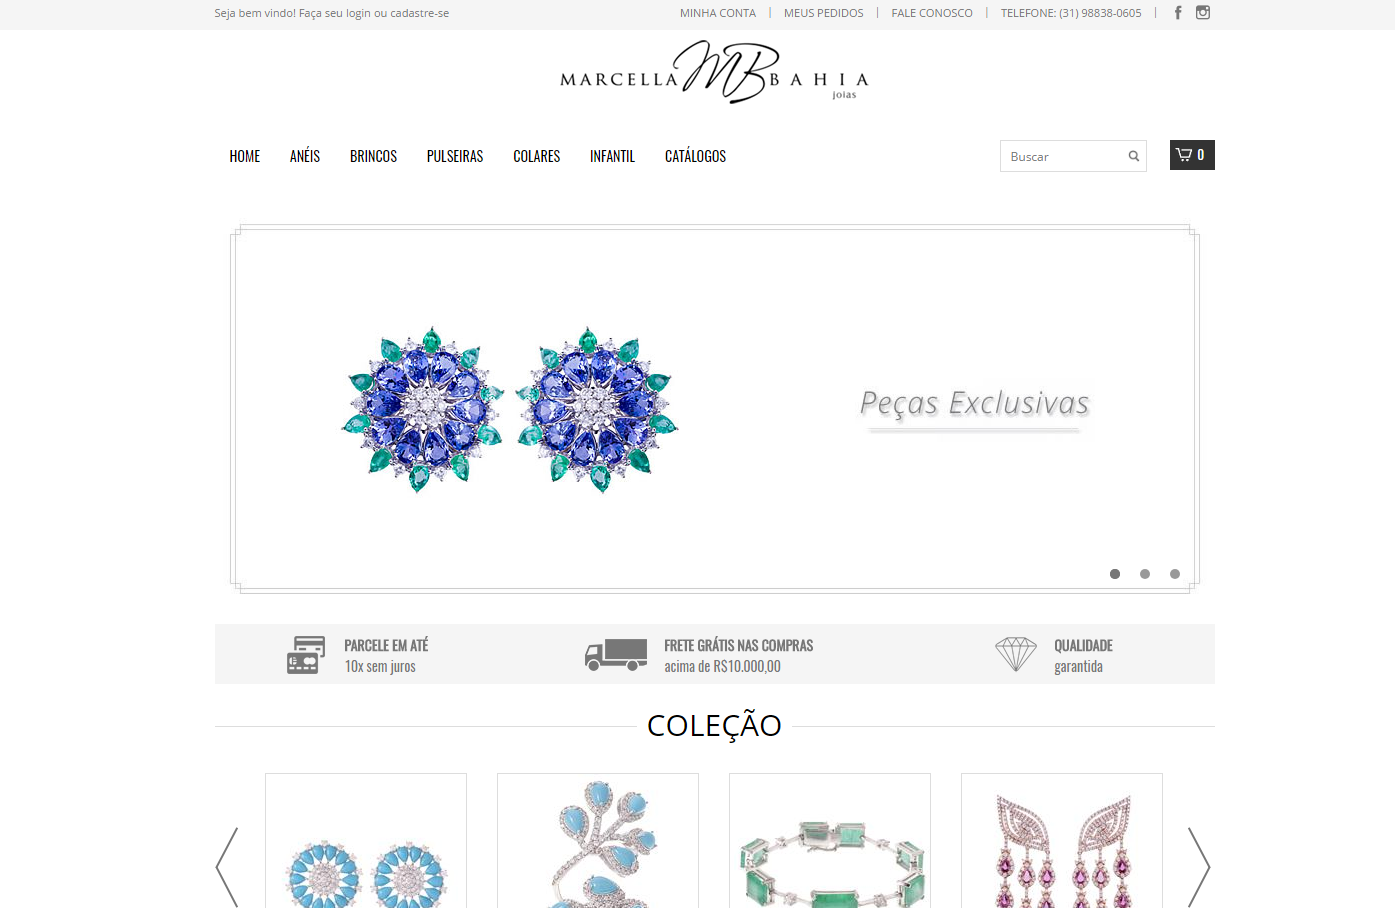 Seja bem vindo! Faça seu login ou cadastre-se
MINHA CONTA | MEUS PEDIDOS | FALE CONOSCO | TELEFONE: (31) 98838-0605 |
MARCELLA MB BAHIA
joias
HOME ANÉIS BRINCOS PULSEIRAS COLARES INFANTIL CATÁLOGOS
Buscar
0
Peças Exclusivas
PARCELE EM ATÉ
10x sem juros
FRETE GRÁTIS NAS COMPRAS
acima de R$10.000,00
QUALIDADE
garantida
COLEÇÃO